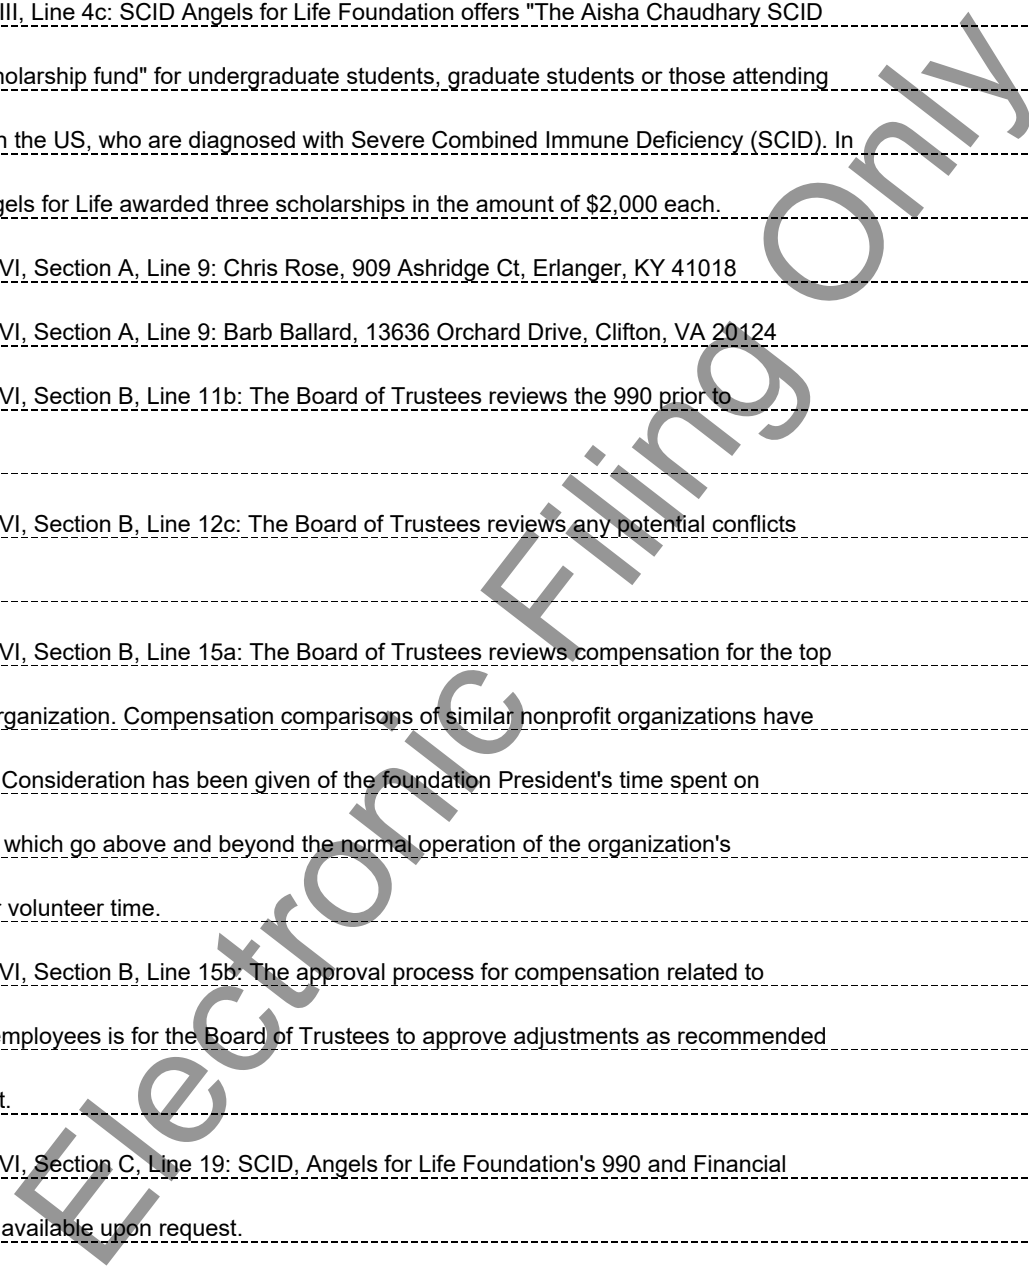 III, Line 4c: SCID Angels for Life Foundation offers "The Aisha Chaudhary SCID
holarship fund" for undergraduate students, graduate students or those attending
n the US, who are diagnosed with Severe Combined Immune Deficiency (SCID). In
gels for Life awarded three scholarships in the amount of $2,000 each.
VI, Section A, Line 9: Chris Rose, 909 Ashridge Ct, Erlanger, KY 41018
VI, Section A, Line 9: Barb Ballard, 13636 Orchard Drive, Clifton, VA 20124
VI, Section B, Line 11b: The Board of Trustees reviews the 990 prior to
VI, Section B, Line 12c: The Board of Trustees reviews any potential conflicts
VI, Section B, Line 15a: The Board of Trustees reviews compensation for the top
rganization. Compensation comparisons of similar nonprofit organizations have
Consideration has been given of the foundation President's time spent on
which go above and beyond the normal operation of the organization's
r volunteer time.
VI, Section B, Line 15b: The approval process for compensation related to
employees is for the Board of Trustees to approve adjustments as recommended
t.
VI, Section C, Line 19: SCID, Angels for Life Foundation's 990 and Financial
available upon request.
Electronic Filing Only